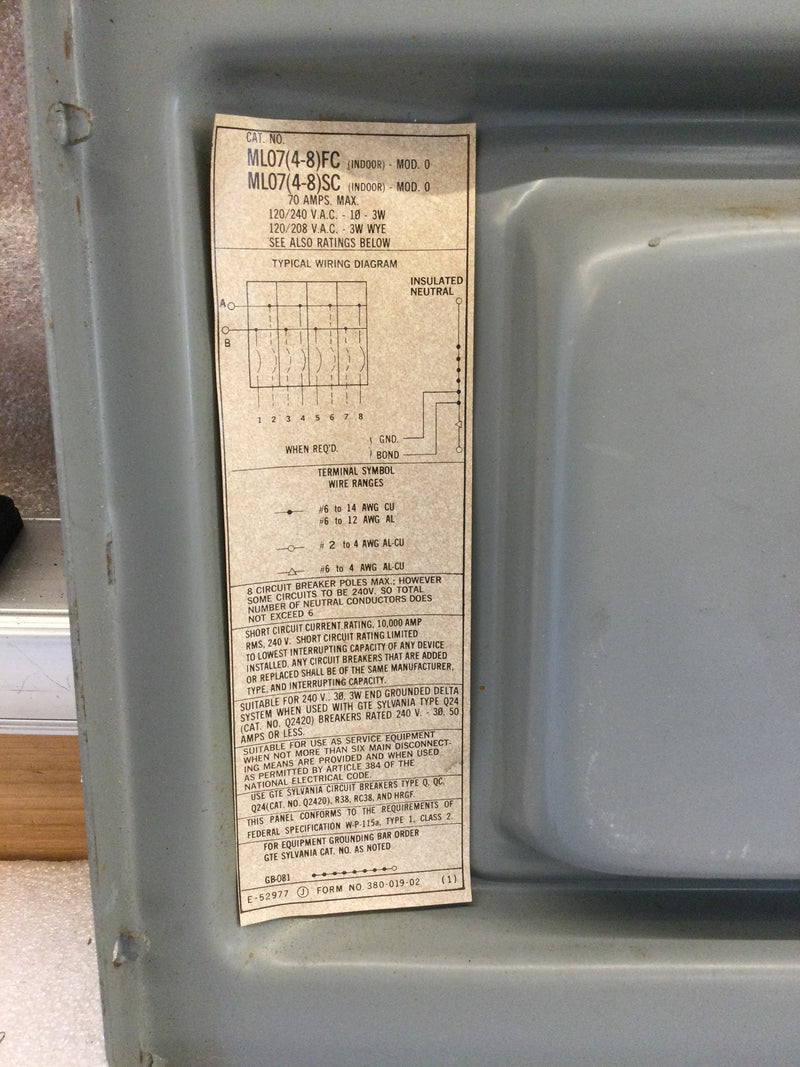 CAT. NO.
ML07(4-8)FC (INDOOR) - MOD. 0
ML07(4-8)SC (INDOOR) - MOD. 0
70 AMPS. MAX.
120/240 V.A.C. - 1Ø - 3W
120/208 V.A.C. - 3W WYE
SEE ALSO RATINGS BELOW
TYPICAL WIRING DIAGRAM
INSULATED
NEUTRAL
A
B
1 2 3 4 5 6 7 8
WHEN REQ'D.
GND.
BOND
TERMINAL SYMBOL
WIRE RANGES
#6 to 14 AWG CU
#6 to 12 AWG AL
# 2 to 4 AWG AL-CU
#6 to 4 AWG AL-CU
8 CIRCUIT BREAKER POLES MAX.; HOWEVER
SOME CIRCUITS TO BE 240V. SO TOTAL
NUMBER OF NEUTRAL CONDUCTORS DOES
NOT EXCEED 6
SHORT CIRCUIT CURRENT RATING, 10,000 AMP
RMS, 240 V. SHORT CIRCUIT RATING LIMITED
TO LOWEST INTERRUPTING CAPACITY OF ANY DEVICE
INSTALLED. ANY CIRCUIT BREAKERS THAT ARE ADDED
OR REPLACED SHALL BE OF THE SAME MANUFACTURER,
TYPE, AND INTERRUPTING CAPACITY.
SUITABLE FOR 240 V., 3Ø, 3W END GROUNDED DELTA
SYSTEM WHEN USED WITH GTE SYLVANIA TYPE Q24
(CAT. NO. Q2420) BREAKERS RATED 240 V. - 3Ø, 50
AMPS OR LESS.
SUITABLE FOR USE AS SERVICE EQUIPMENT
WHEN NOT MORE THAN SIX MAIN DISCONNECT-
ING MEANS ARE PROVIDED AND WHEN USED
AS PERMITTED BY ARTICLE 384 OF THE
NATIONAL ELECTRICAL CODE
USE GTE SYLVANIA CIRCUIT BREAKERS TYPE Q, QC,
Q24(CAT. NO. Q2420), R38, RC38, AND HRGF.
THIS PANEL CONFORMS TO THE REQUIREMENTS OF
FEDERAL SPECIFICATION W-P-115a, TYPE 1, CLASS 2.
FOR EQUIPMENT GROUNDING BAR ORDER
GTE SYLVANIA CAT. NO. AS NOTED
GB-081
E-52977 J FORM NO. 380-019-02 (1)